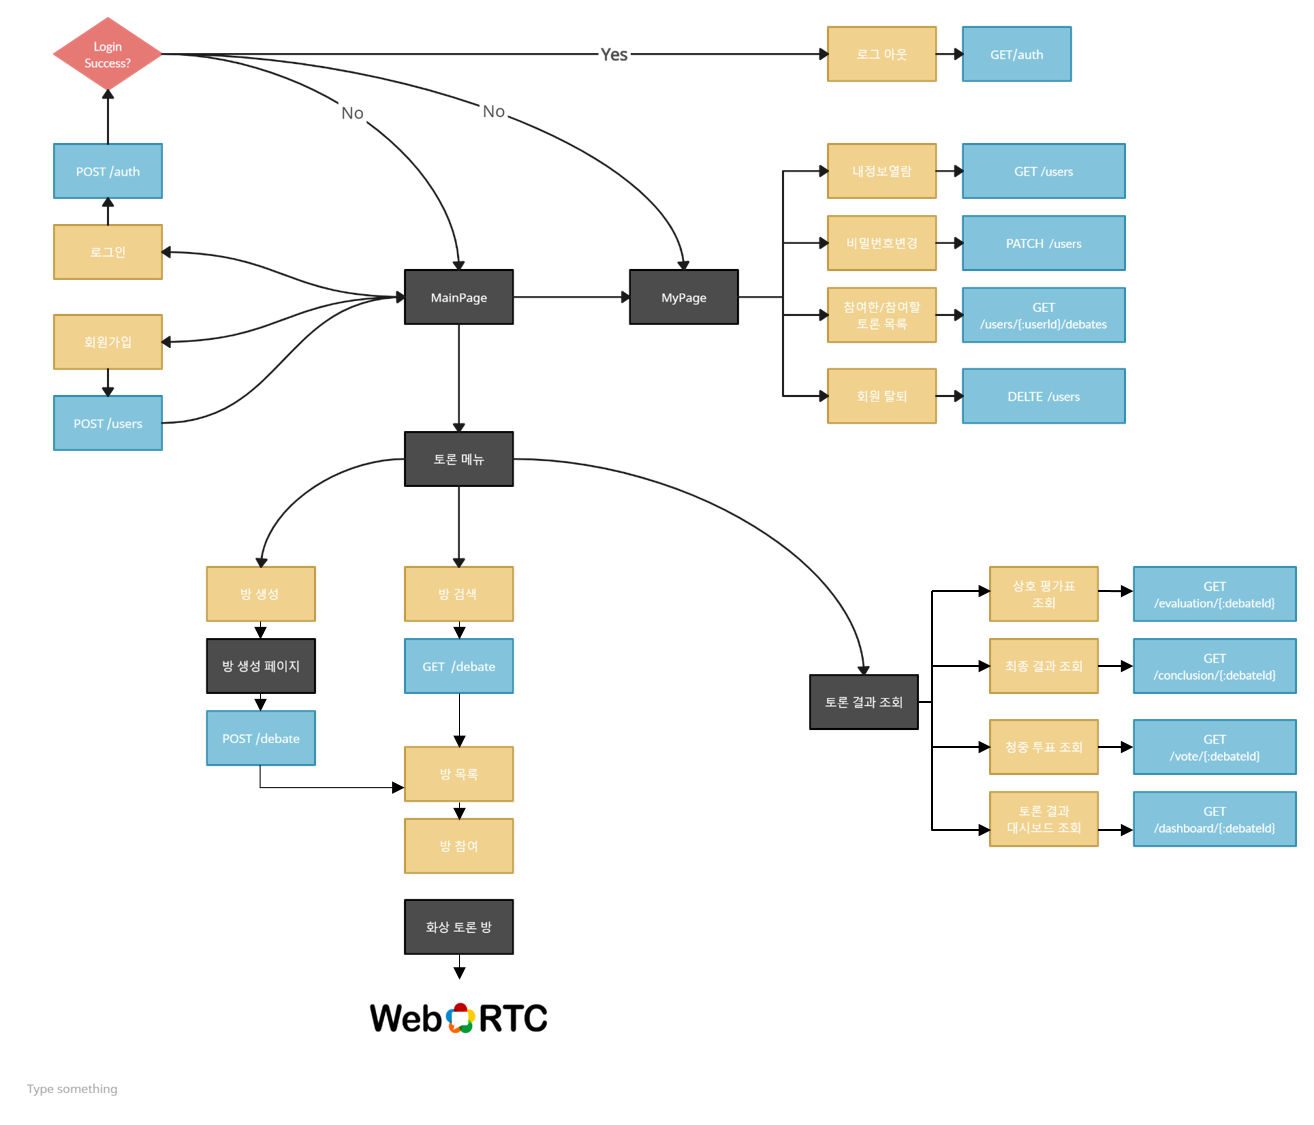 Login
Success?
Yes
로그 아웃
GET/auth
No
No
POST /auth
내정보열람
GET /users
로그인
비밀번호변경
PATCH /users
MainPage
MyPage
참여한/참여할
토론 목록
GET
/users/{:userId}/debates
회원가입
POST /users
회원 탈퇴
DELTE /users
토론 메뉴
방 생성
방 검색
상호 평가표
조회
GET
/evaluation/{:debateId}
방 생성 페이지
GET /debate
최종 결과 조회
GET
/conclusion/{:debateId}
토론 결과 조회
POST /debate
청중 투표 조회
GET
/vote/{:debateId}
방 목록
토론 결과
대시보드 조회
GET
/dashboard/{:debateId}
방 참여
화상 토론 방
Web RTC
Type something